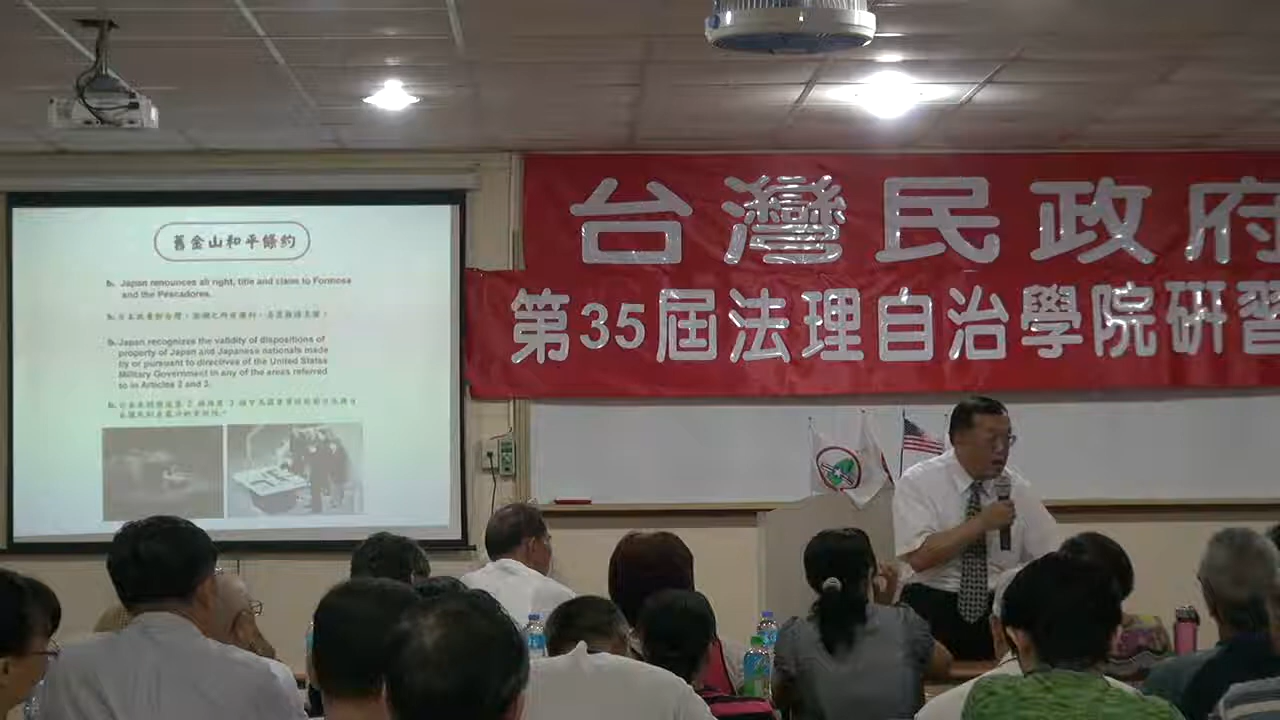 舊金山和平條約
b. Japan renounces all right, title and claim to Formosa
and the Pescadores.
b. Japan recognizes the validity of dispositions of
property of Japan and Japanese nationals made
by or pursuant to directives of the United States
Military Government in any of the areas referred
to in Articles 2 and 3.
台灣民政府
第35屆法理自治學院研習